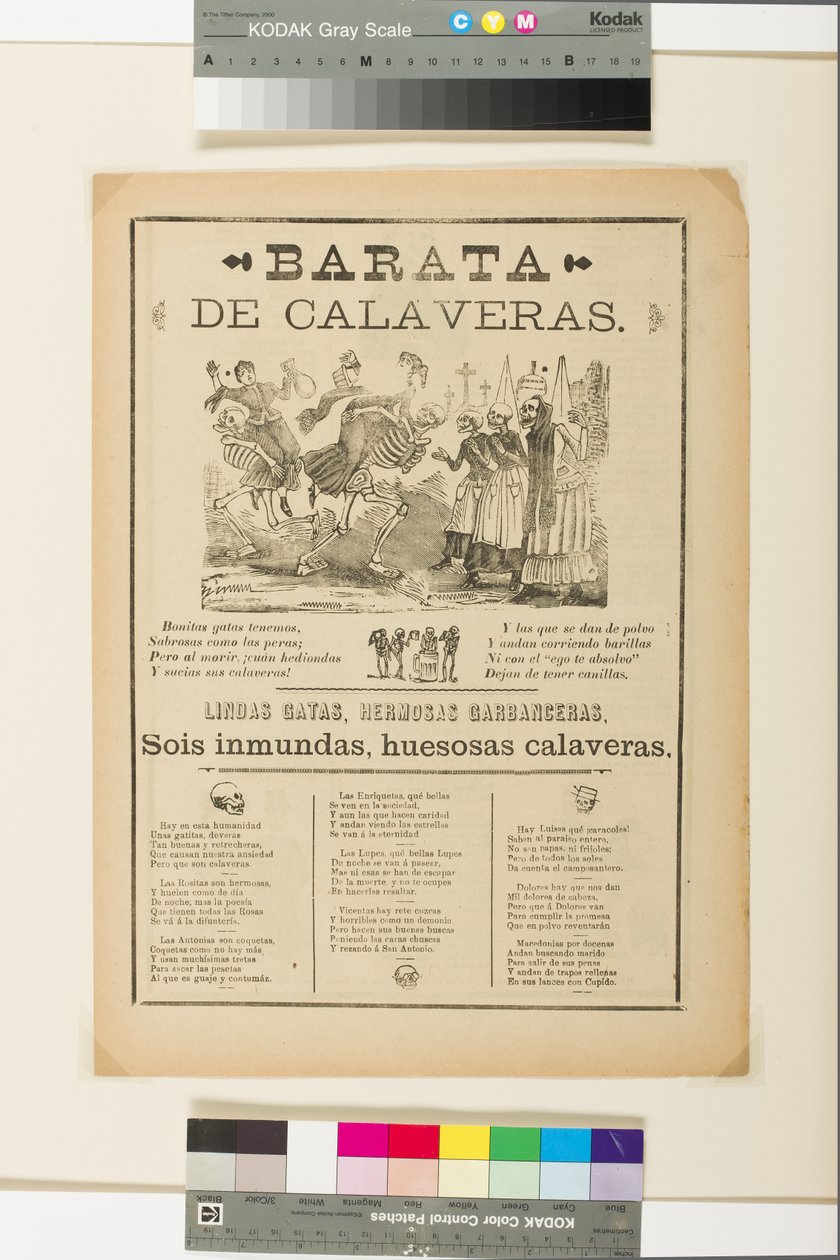 © The Tiffen Company, 2000
KODAK Gray Scale
C Y M
Kodak
LICENSED PRODUCT
A 1 2 3 4 5 6 M 8 9 10 11 12 13 14 15 B 17 18 19
BARATA
DE CALAVERAS.
Bonitas gatas tenemos,
Sabrosas como las peras;
Pero al morir, ¡cuán hediondas
Y sucias sus calaveras!
Y las que se dan de polvo
Y andan corriendo barillas
Ni con el "ego te absolvo"
Dejan de tener canillas.
LINDAS GATAS, HERMOSAS GARBANCERAS,
Sois inmundas, huesosas calaveras,
Hay en esta humanidad
Unas gatitas, deveras
Tan buenas y retrecheras,
Que causan nuestra ansiedad
Pero que son calaveras.
Las Rositas son hermosas,
Y huelen como de dia
De noche; mas la poesía
Que tienen todas las Rosas
Se vá á la difuntería.
Las Antonias son coquetas,
Coquetas como no hay más
Y usan muchísimas tretas
Para sacar las pesetas
Al que es guaje y contumáz.
Las Enriquetas, qué bellas
Se ven en la sociedad,
Y aun las que hacen caridad
Y andan viendo las estrellas
Se van á la eternidad
Las Lupes, qué bellas Lupes
De noche se van á pasear,
Mas ni esas se han de escapar
De la muerte, y no te ocupes
En hacerlas resaltar.
Vicentas hay rete cozcas
Y horribles como un demonio
Pero hacen sus buenas buscas
Poniendo las caras chuscas
Y rezando á San Antonio.
Hay Luisas qué ¡caracoles!
Saben al paraiso entero,
No son papas, ni frijoles;
Pero de todos los soles
Da cuenta el camposantero.
Dolores hay que nos dan
Mil dolores de cabeza,
Pero que á Dolores van
Para cumplir la promesa
Que en polvo reventarán
Macedonias por docenas
Andan buscando marido
Para salir de sus penas
Y andan de trapos rellenas
En sus lances con Cupido.
Blue Cyan Green Yellow Red Magenta White 3/Color Black
KODAK Color Control Patches
©Eastman Kodak Company,
Centimetres
Inches